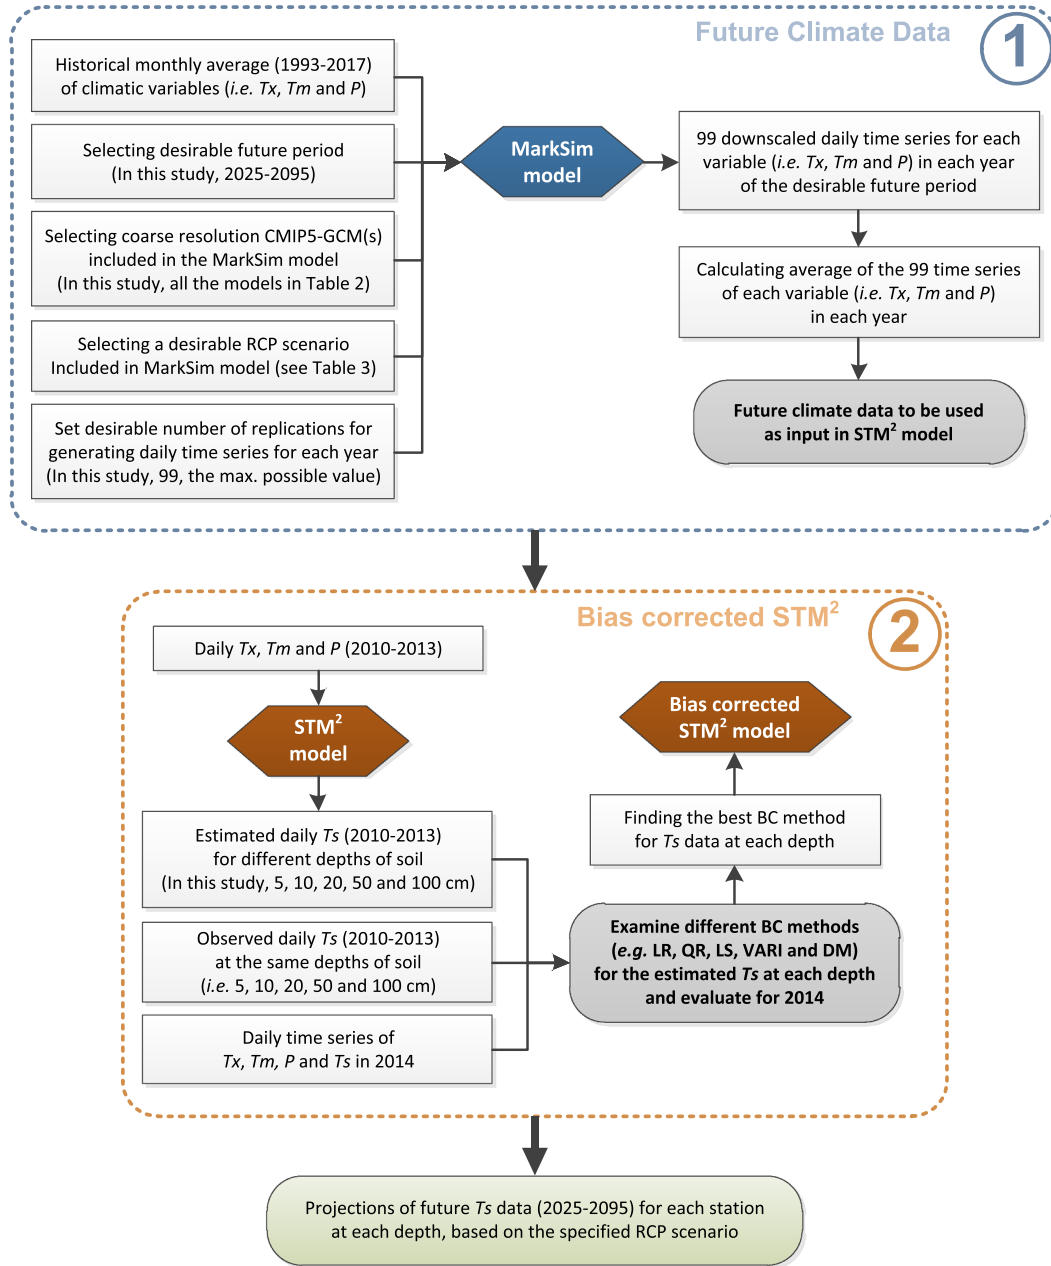 Future Climate Data
1
Historical monthly average (1993-2017)
of climatic variables (i.e. Tx, Tm and P)
Selecting desirable future period
(In this study, 2025-2095)
Selecting coarse resolution CMIP5-GCM(s)
included in the MarkSim model
(In this study, all the models in Table 2)
Selecting a desirable RCP scenario
Included in MarkSim model (see Table 3)
Set desirable number of replications for
generating daily time series for each year
(In this study, 99, the max. possible value)
MarkSim
model
99 downscaled daily time series for each
variable (i.e. Tx, Tm and P) in each year
of the desirable future period
Calculating average of the 99 time series
of each variable (i.e. Tx, Tm and P)
in each year
Future climate data to be used
as input in STM² model
Bias corrected STM²
2
Daily Tx, Tm and P (2010-2013)
STM²
model
Estimated daily Ts (2010-2013)
for different depths of soil
(In this study, 5, 10, 20, 50 and 100 cm)
Observed daily Ts (2010-2013)
at the same depths of soil
(i.e. 5, 10, 20, 50 and 100 cm)
Daily time series of
Tx, Tm, P and Ts in 2014
Examine different BC methods
(e.g. LR, QR, LS, VARI and DM)
for the estimated Ts at each depth
and evaluate for 2014
Finding the best BC method
for Ts data at each depth
Bias corrected
STM² model
Projections of future Ts data (2025-2095) for each station
at each depth, based on the specified RCP scenario